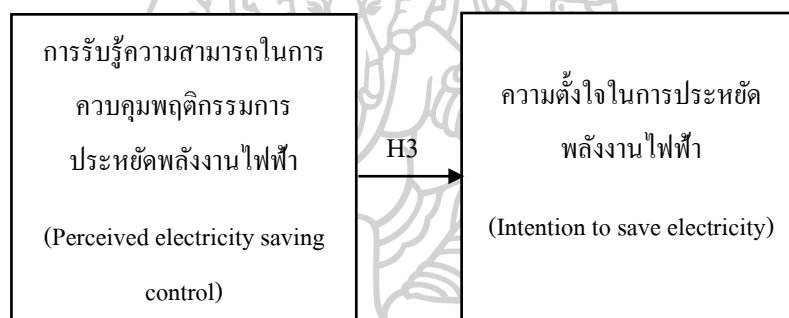 การรับรู้ความสามารถในการ
ควบคุมพฤติกรรมการ
ประหยัดพลังงานไฟฟ้า
(Perceived electricity saving
control)
H3
ความตั้งใจในการประหยัด
พลังงานไฟฟ้า
(Intention to save electricity)